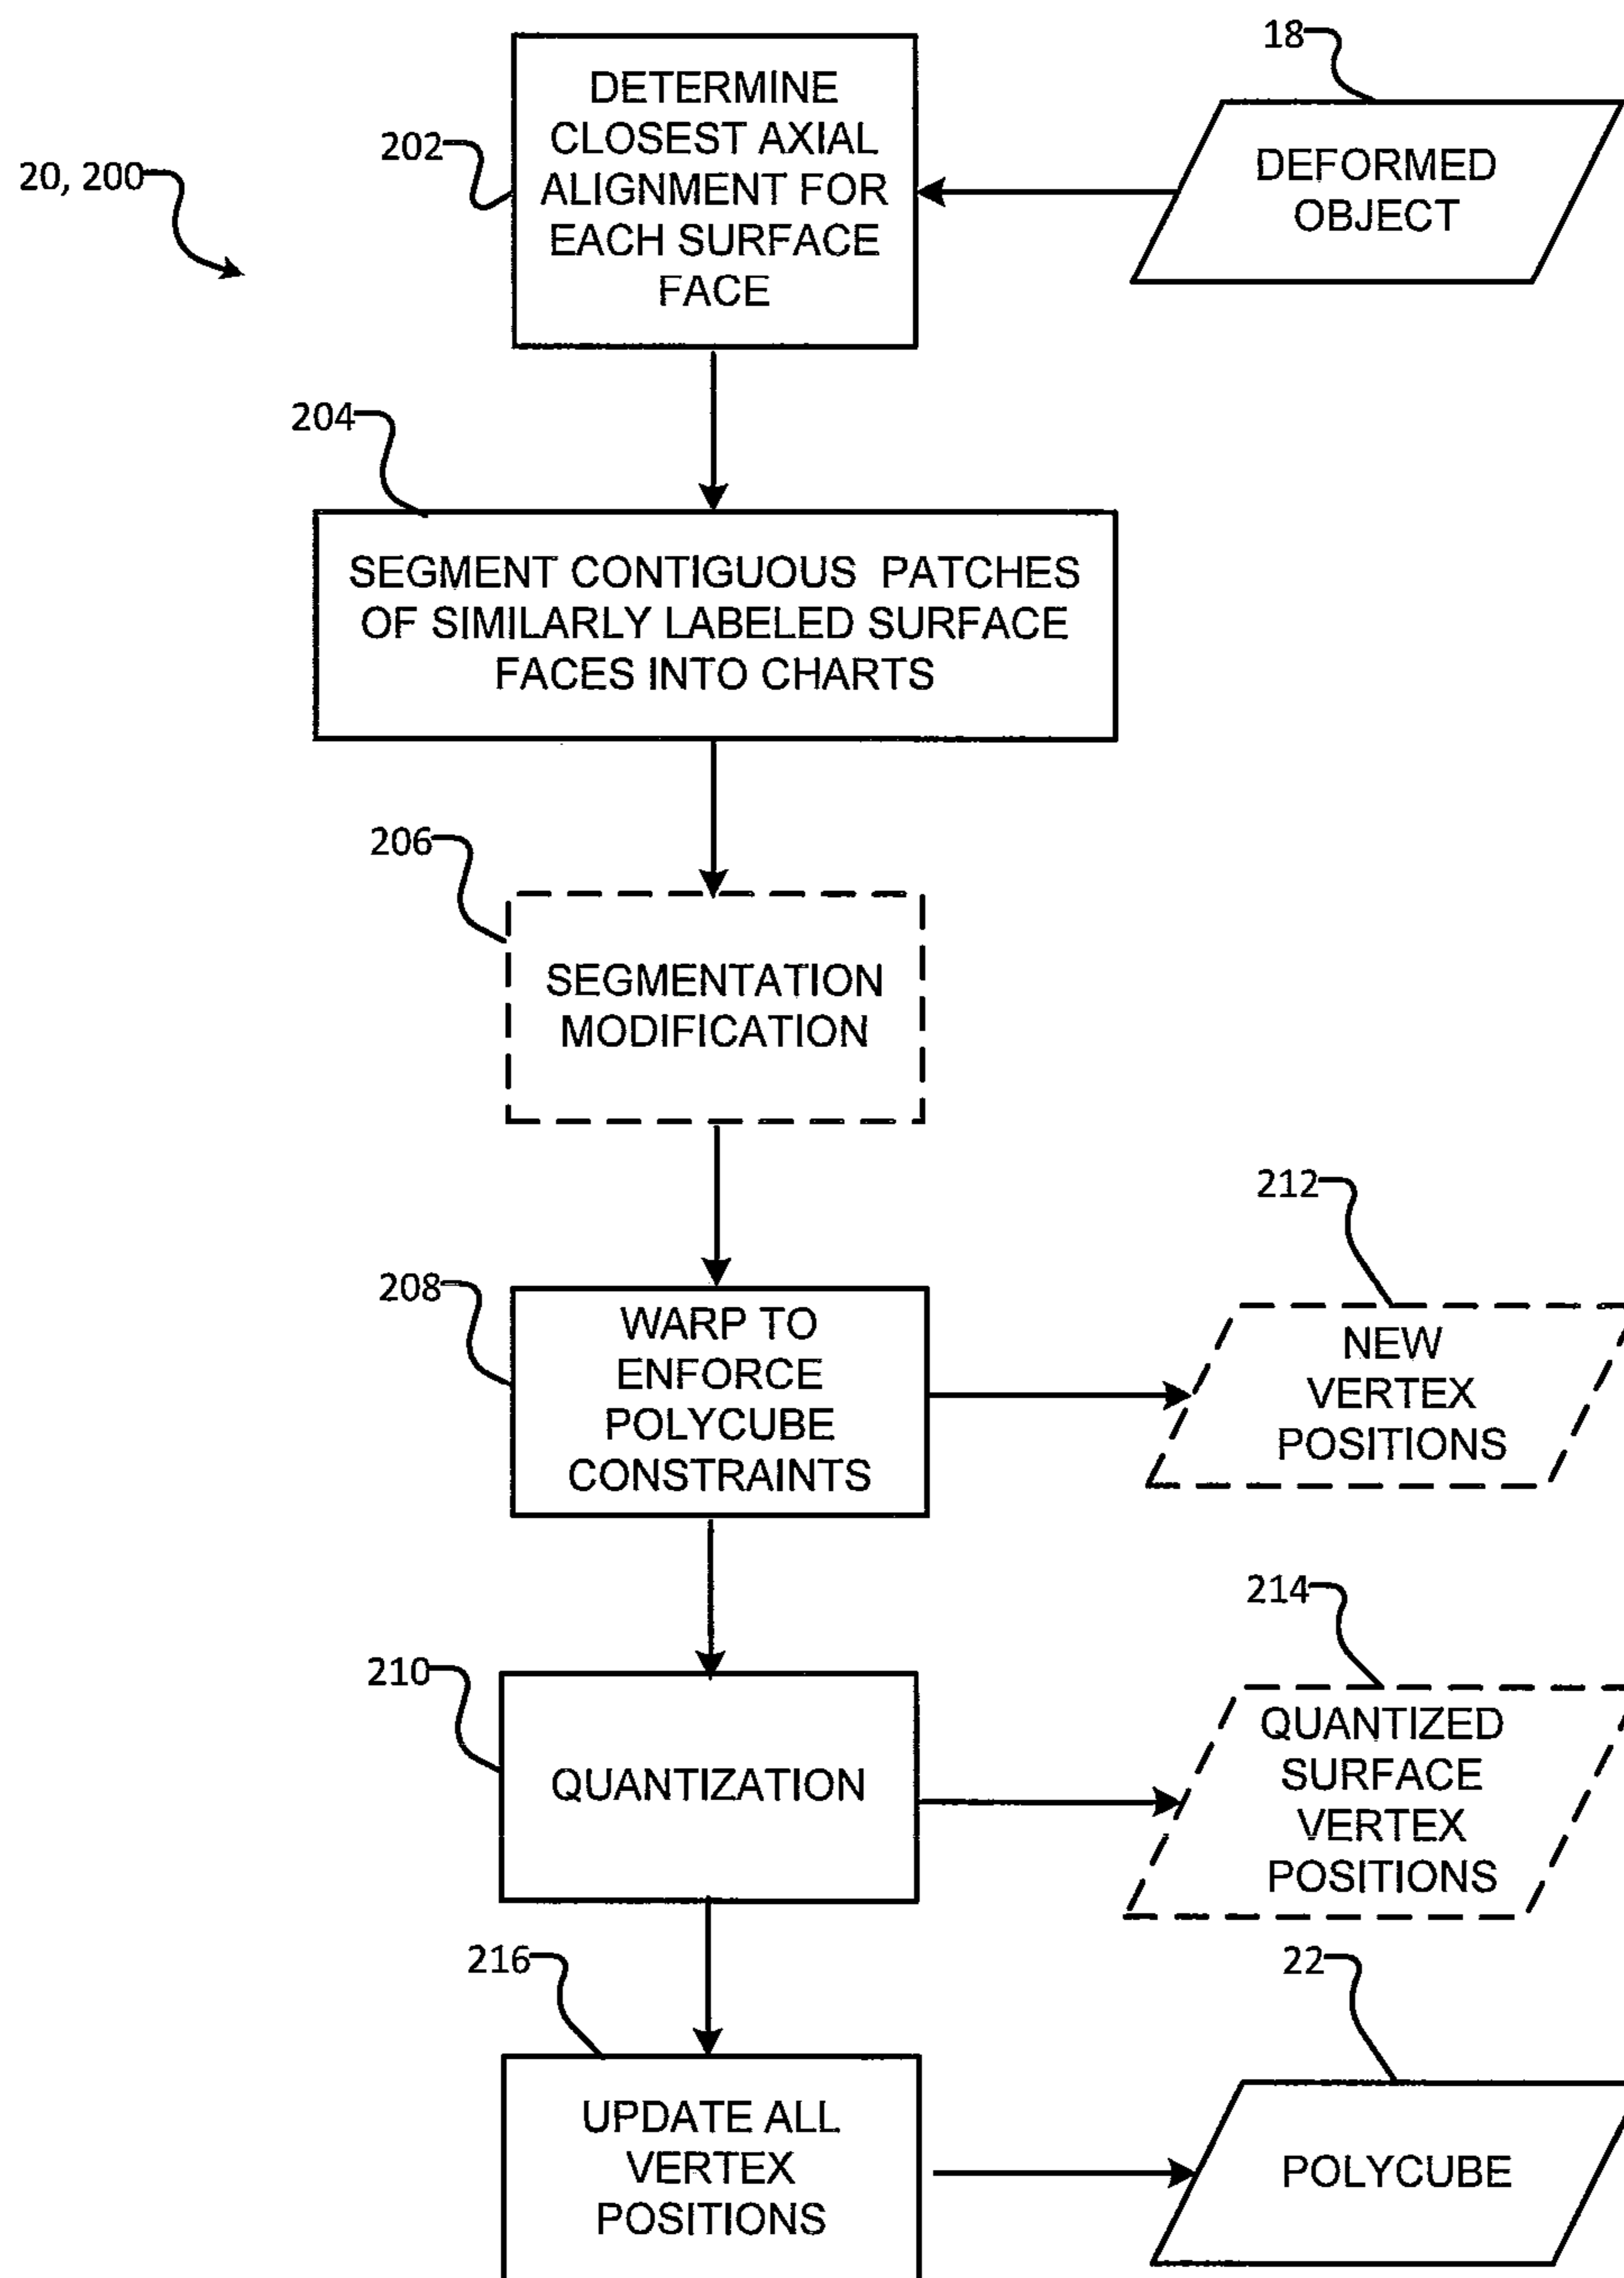 18
DETERMINE
CLOSEST AXIAL
ALIGNMENT FOR
EACH SURFACE
FACE
DEFORMED
OBJECT
202
20, 200
204
SEGMENT CONTIGUOUS PATCHES
OF SIMILARLY LABELED SURFACE
FACES INTO CHARTS
206
SEGMENTATION
MODIFICATION
212
208
WARP TO
ENFORCE
POLYCUBE
CONSTRAINTS
NEW
VERTEX
POSITIONS
214
210
QUANTIZATION
QUANTIZED
SURFACE
VERTEX
POSITIONS
216
22
UPDATE ALL
VERTEX
POSITIONS
POLYCUBE